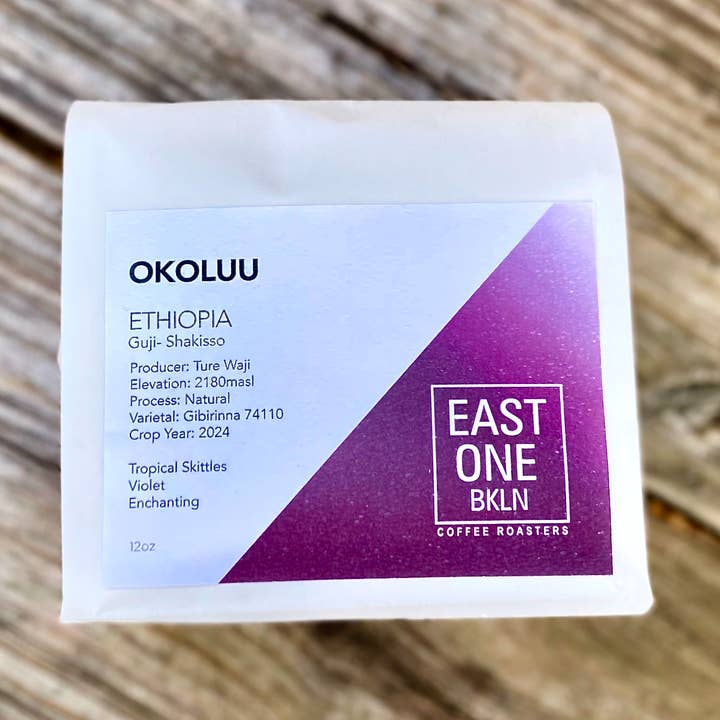 OKOLUU
ETHIOPIA
Guji- Shakisso
Producer: Ture Waji
Elevation: 2180masl
Process: Natural
Varietal: Gibirinna 74110
Crop Year: 2024
Tropical Skittles
Violet
Enchanting
12oz
EAST
ONE
BKLN
COFFEE ROASTERS